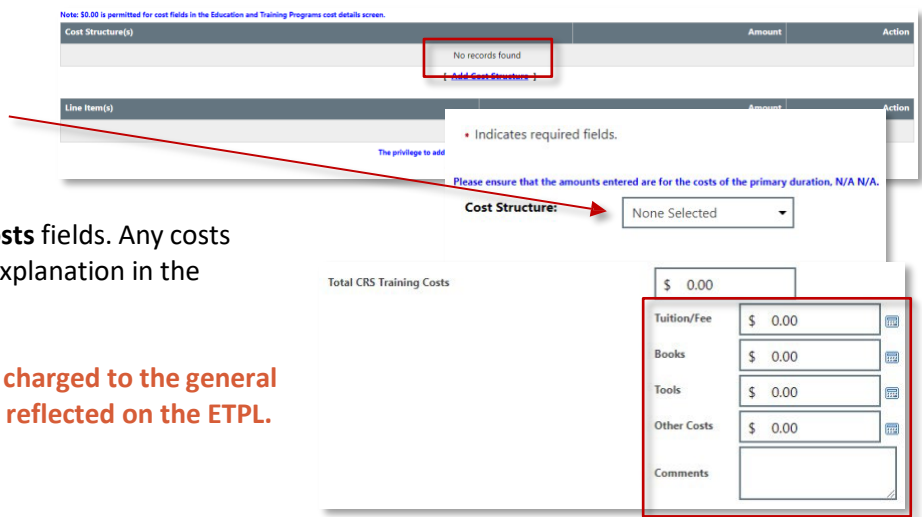 Note: $0.00 is permitted for cost fields in the Education and Training Programs cost details screen.
Cost Structure(s) Amount Action
No records found
[ Add Cost Structure ]
Line Item(s) Amount Action
The privilege to add
• Indicates required fields.
Please ensure that the amounts entered are for the costs of the primary duration, N/A N/A.
Cost Structure: None Selected
sts fields. Any costs
xplanation in the
charged to the general
reflected on the ETPL.
Total CRS Training Costs $ 0.00
Tuition/Fee $ 0.00
Books $ 0.00
Tools $ 0.00
Other Costs $ 0.00
Comments